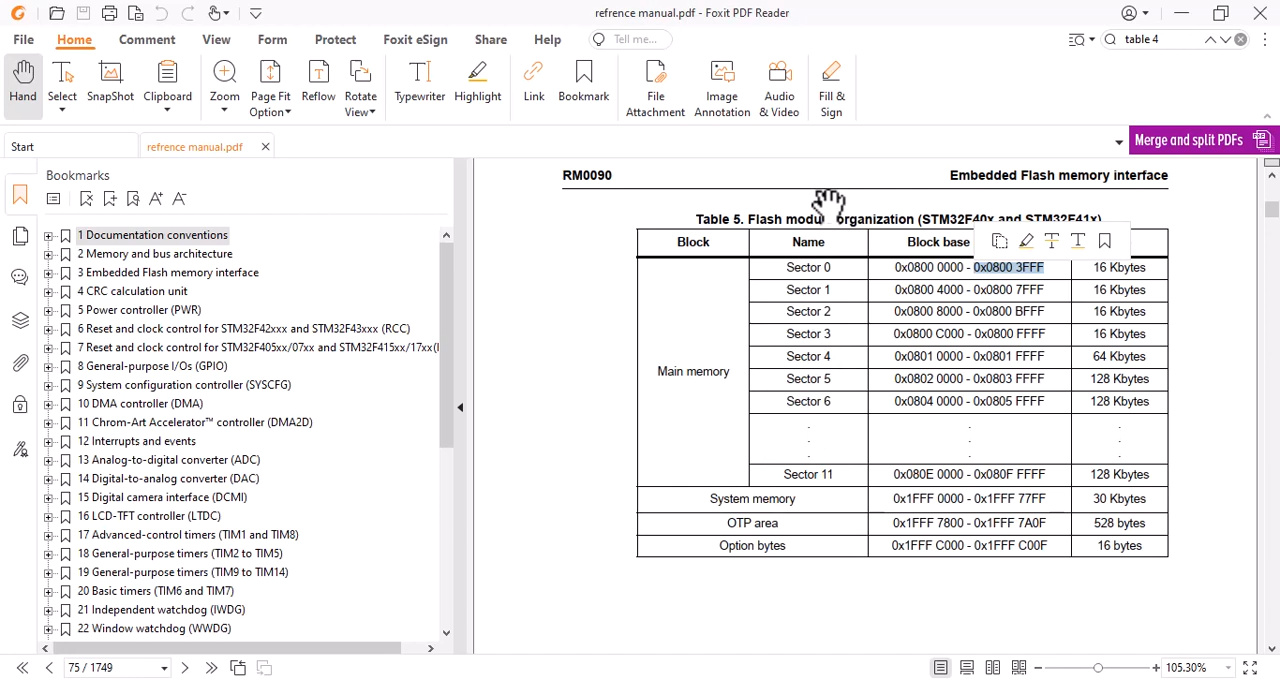 refrence manual.pdf - Foxit PDF Reader
File Home Comment View Form Protect Foxit eSign Share Help Tell me... table 4
Hand Select SnapShot Clipboard Zoom Page Fit Option Reflow Rotate View Typewriter Highlight Link Bookmark File Attachment Image Annotation Audio & Video Fill & Sign
Start refrence manual.pdf Merge and split PDFs
Bookmarks
1 Documentation conventions
2 Memory and bus architecture
3 Embedded Flash memory interface
4 CRC calculation unit
5 Power controller (PWR)
6 Reset and clock control for STM32F42xxx and STM32F43xxx (RCC)
7 Reset and clock control for STM32F405xx/07xx and STM32F415xx/17xx(
8 General-purpose I/Os (GPIO)
9 System configuration controller (SYSCFG)
10 DMA controller (DMA)
11 Chrom-Art Accelerator™ controller (DMA2D)
12 Interrupts and events
13 Analog-to-digital converter (ADC)
14 Digital-to-analog converter (DAC)
15 Digital camera interface (DCMI)
16 LCD-TFT controller (LTDC)
17 Advanced-control timers (TIM1 and TIM8)
18 General-purpose timers (TIM2 to TIM5)
19 General-purpose timers (TIM9 to TIM14)
20 Basic timers (TIM6 and TIM7)
21 Independent watchdog (IWDG)
22 Window watchdog (WWDG)
RM0090 Embedded Flash memory interface
Table 5. Flash modu organization (STM32F40x and STM32F41x)
Block Name Block base
Main memory
Sector 0 0x0800 0000 - 0x0800 3FFF 16 Kbytes
Sector 1 0x0800 4000 - 0x0800 7FFF 16 Kbytes
Sector 2 0x0800 8000 - 0x0800 BFFF 16 Kbytes
Sector 3 0x0800 C000 - 0x0800 FFFF 16 Kbytes
Sector 4 0x0801 0000 - 0x0801 FFFF 64 Kbytes
Sector 5 0x0802 0000 - 0x0803 FFFF 128 Kbytes
Sector 6 0x0804 0000 - 0x0805 FFFF 128 Kbytes
. . .
. . .
. . .
Sector 11 0x080E 0000 - 0x080F FFFF 128 Kbytes
System memory 0x1FFF 0000 - 0x1FFF 77FF 30 Kbytes
OTP area 0x1FFF 7800 - 0x1FFF 7A0F 528 bytes
Option bytes 0x1FFF C000 - 0x1FFF C00F 16 bytes
75 / 1749 105.30%